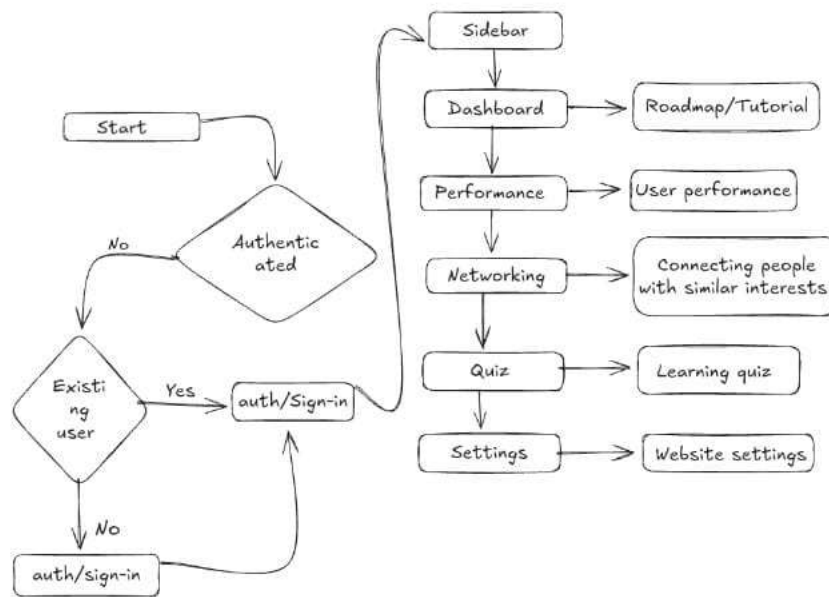 Start
Authentic
ated
No
Existi
ng
user
Yes
auth/Sign-in
No
auth/sign-in
Sidebar
Dashboard
Roadmap/Tutorial
Performance
User performance
Networking
Connecting people
with similar interests
Quiz
Learning quiz
Settings
Website settings